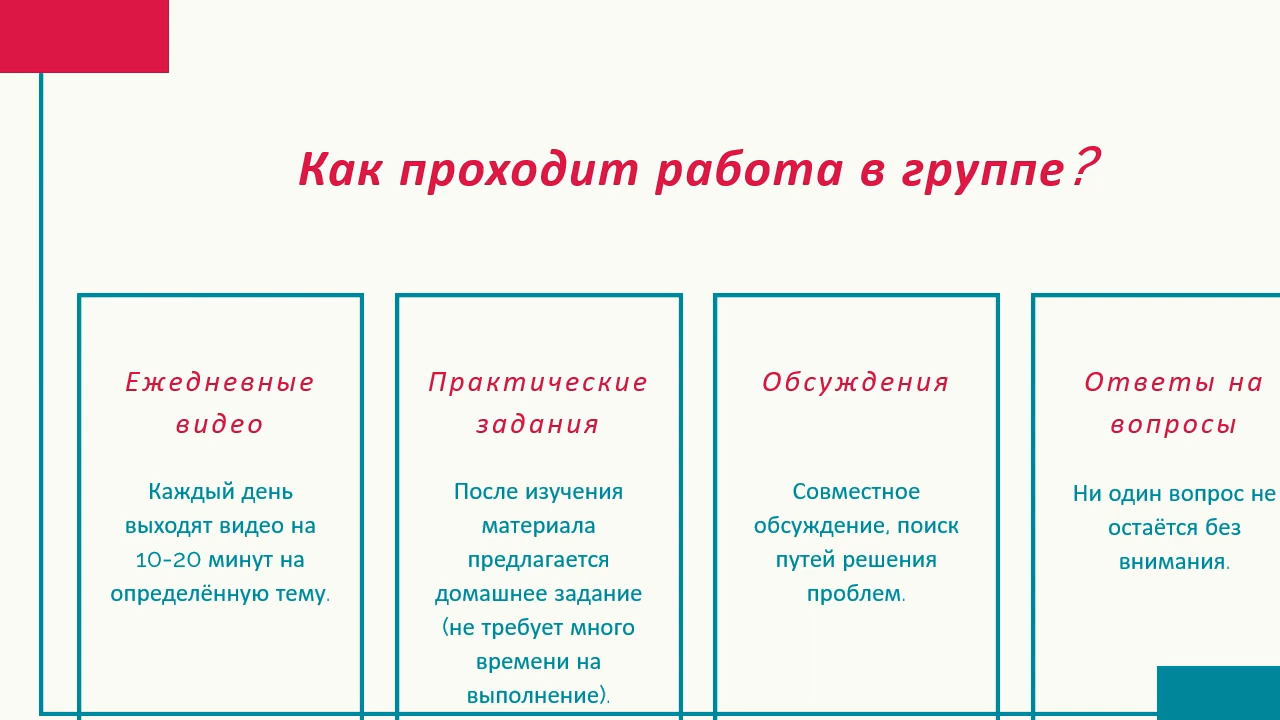 Как проходит работа в группе?
Ежедневные
видео
Каждый день
выходят видео на
10-20 минут на
определённую тему.
Практические
задания
После изучения
материала
предлагается
домашнее задание
(не требует много
времени на
выполнение).
Обсуждения
Совместное
обсуждение, поиск
путей решения
проблем.
Ответы на
вопросы
Ни один вопрос не
остаётся без
внимания.